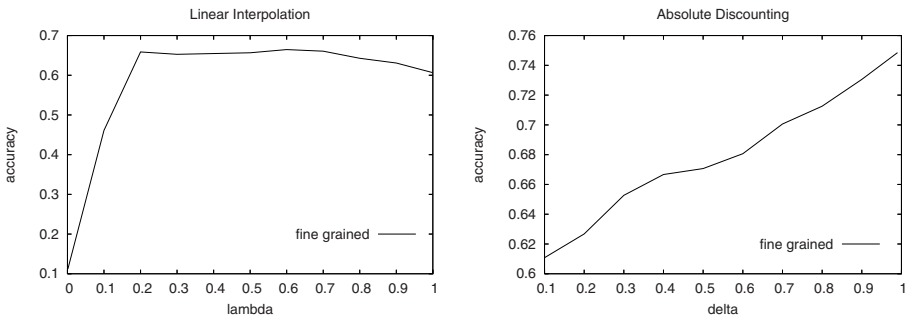 Linear Interpolation
0.7
0.6
0.5
0.4
0.3
0.2
0.1
accuracy
fine grained
0 0.1 0.2 0.3 0.4 0.5 0.6 0.7 0.8 0.9 1
lambda
Absolute Discounting
0.76
0.74
0.72
0.7
0.68
0.66
0.64
0.62
0.6
accuracy
fine grained
0.1 0.2 0.3 0.4 0.5 0.6 0.7 0.8 0.9 1
delta